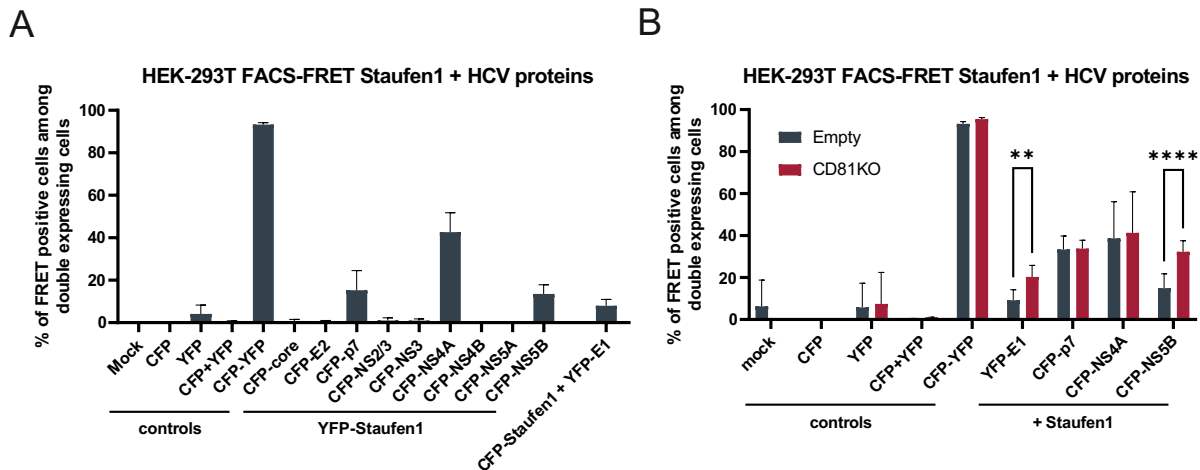 A
HEK-293T FACS-FRET Staufen1 + HCV proteins
% of FRET positive cells among
double expressing cells
100
80
60
40
20
0
Mock
CFP
YFP
CFP+YFP
CFP-YFP
CFP-core
CFP-E2
CFP-p7
CFP-NS2/3
CFP-NS3
CFP-NS4A
CFP-NS4B
CFP-NS5A
CFP-NS5B
CFP-Staufen1 + YFP-E1
controls
YFP-Staufen1
B
HEK-293T FACS-FRET Staufen1 + HCV proteins
% of FRET positive cells among
double expressing cells
100
80
60
40
20
0
Empty
CD81KO
**
****
mock
CFP
YFP
CFP+YFP
CFP-YFP
YFP-E1
CFP-p7
CFP-NS4A
CFP-NS5B
controls
+ Staufen1